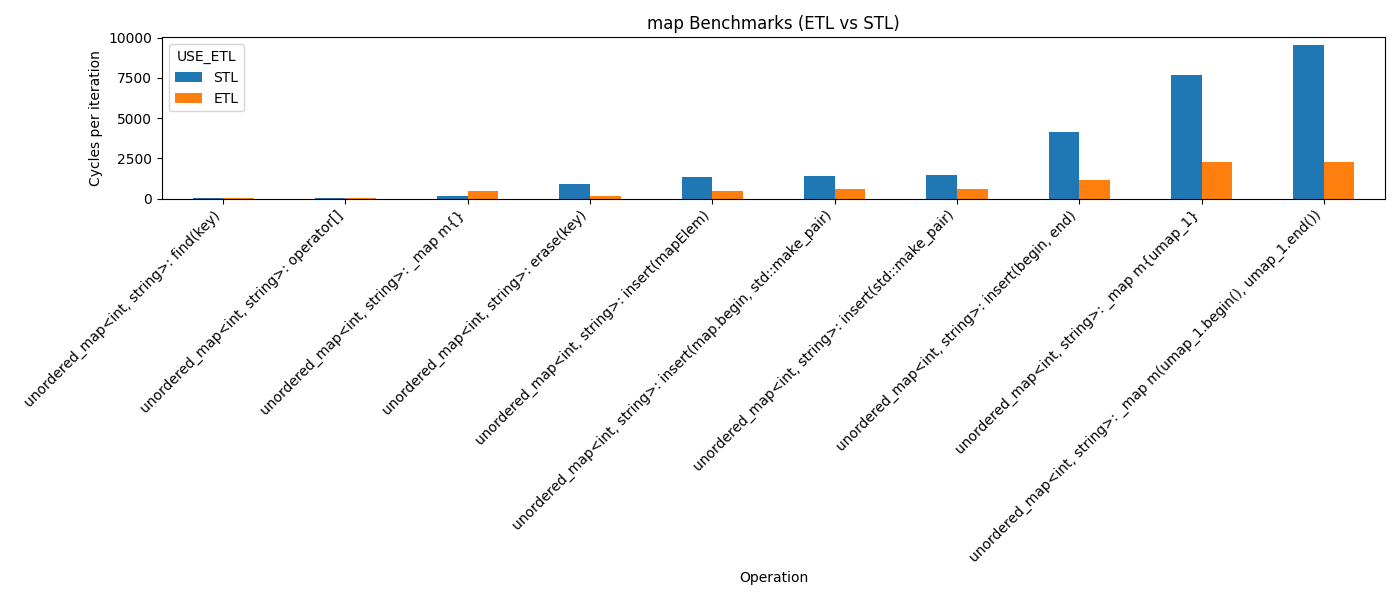 map Benchmarks (ETL vs STL)
USE_ETL
STL
ETL
Cycles per iteration
10000
7500
5000
2500
0
unordered_map<int, string>: find(key)
unordered_map<int, string>: operator[]
unordered_map<int, string>: _map m{}
unordered_map<int, string>: erase(key)
unordered_map<int, string>: insert(mapElem)
unordered_map<int, string>: insert(map.begin, std::make_pair)
unordered_map<int, string>: insert(std::make_pair)
unordered_map<int, string>: insert(begin, end)
unordered_map<int, string>: _map m{umap_1}
unordered_map<int, string>: _map m(umap_1.begin(), umap_1.end())
Operation